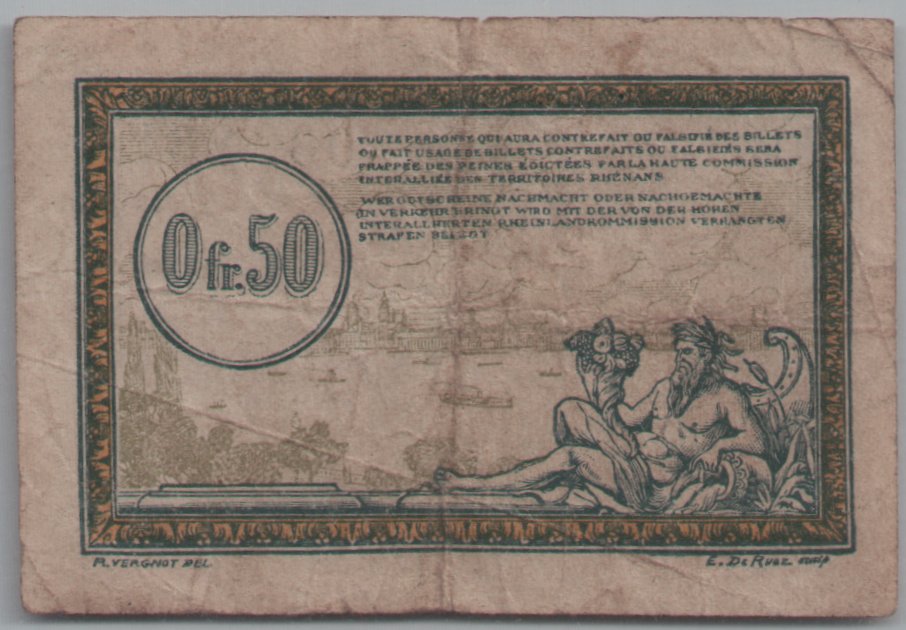 TOUTE PERSONNE QUI AURA CONTREFAIT OU FALSIFIÉ DES BILLETS
OU FAIT USAGE DE BILLETS CONTREFAITS OU FALSIFIÉS SERA
FRAPPÉE DES PEINES ÉDICTÉES PAR LA HAUTE COMMISSION
INTERALLIÉE DES TERRITOIRES RHÉNANS
WER GUTSCHEINE NACHMACHT ODER NACHGEMACHTE
IN VERKEHR BRINGT WIRD MIT DER VON DER HOHEN
INTERALLIIERTEN RHEINLANDKOMMISSION VERHÄNGTEN
STRAFEN BELEGT
0 fr. 50
R. VERGNOT DEL.
E. DE RUAZ sculp